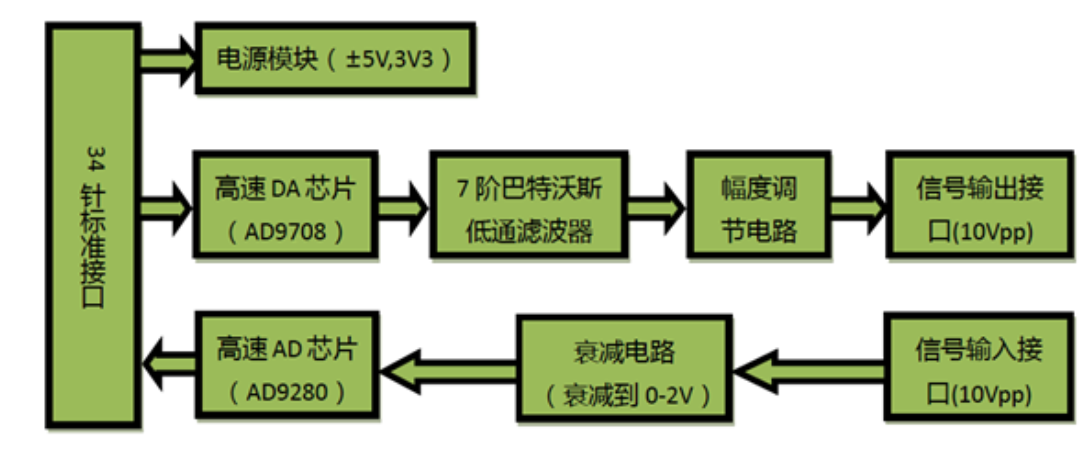 34 针标准接口
电源模块（ ±5V,3V3 ）
高速 DA 芯片
（ AD9708 ）
7 阶巴特沃斯
低通滤波器
幅度调
节电路
信号输出接
口(10Vpp)
高速 AD 芯片
（ AD9280 ）
衰减电路
（ 衰减到 0-2V ）
信号输入接
口(10Vpp)